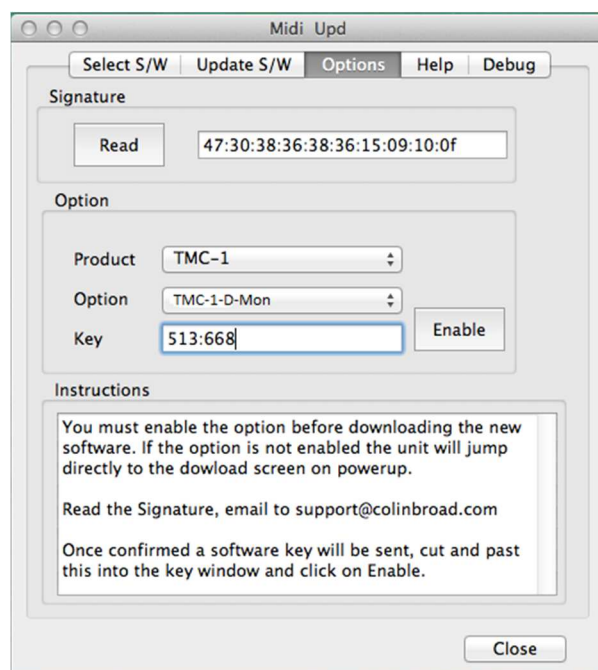 Midi Upd
Select S/W Update S/W Options Help Debug
Signature
Read 47:30:38:36:38:36:15:09:10:0f
Option
Product TMC-1
Option TMC-1-D-Mon
Key 513:668
Enable
Instructions
You must enable the option before downloading the new
software. If the option is not enabled the unit will jump
directly to the dowload screen on powerup.
Read the Signature, email to support@colinbroad.com
Once confirmed a software key will be sent, cut and past
this into the key window and click on Enable.
Close